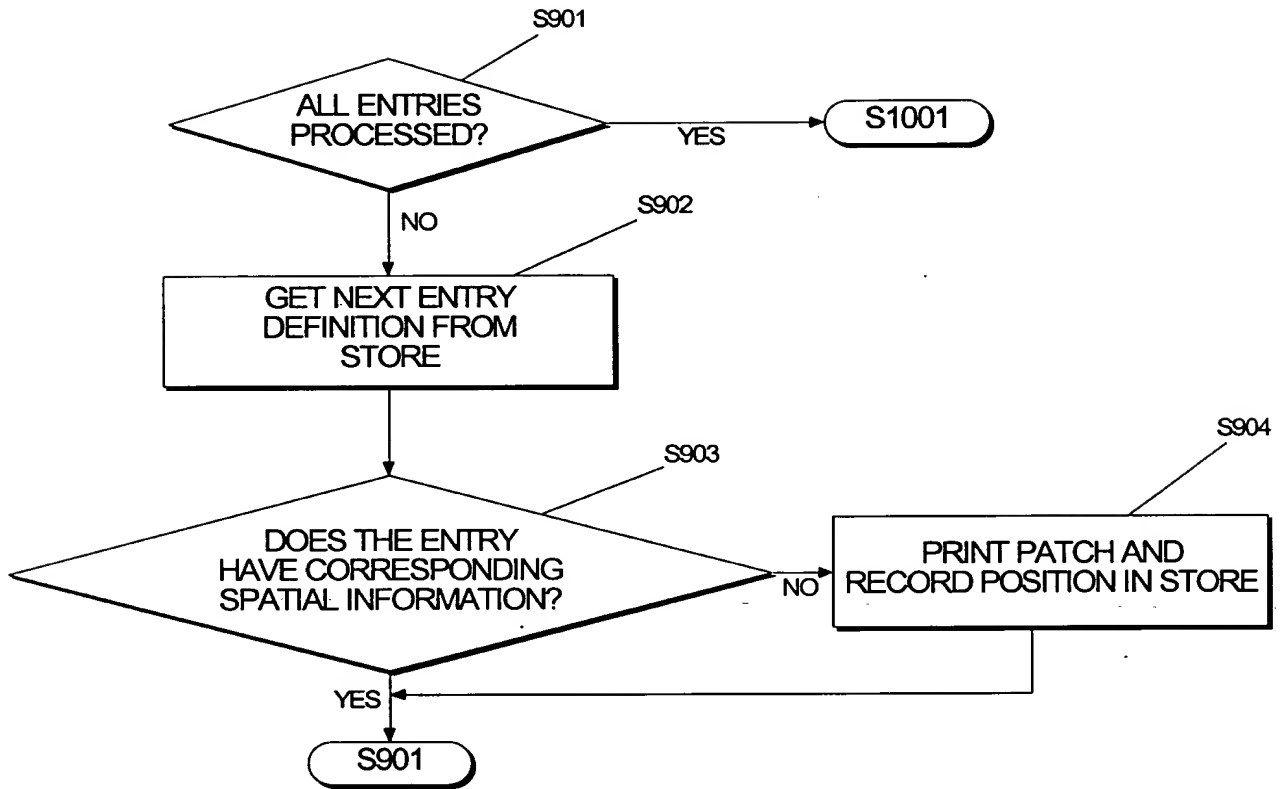 S901
ALL ENTRIES
PROCESSED?
YES
S1001
NO
S902
GET NEXT ENTRY
DEFINITION FROM
STORE
S903
DOES THE ENTRY
HAVE CORRESPONDING
SPATIAL INFORMATION?
NO
S904
PRINT PATCH AND
RECORD POSITION IN STORE
YES
S901